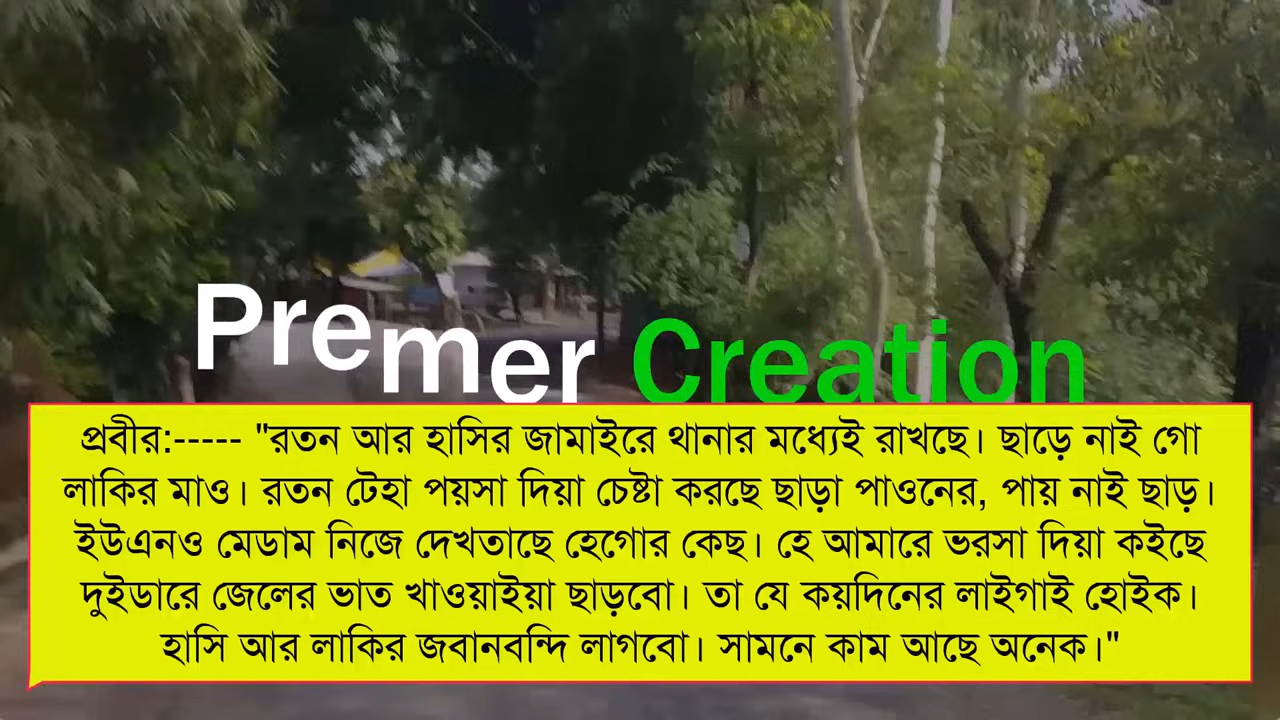 Premer Creation
প্রবীর:----- "রতন আর হাসির জামাইরে থানার মধ্যেই রাখছে। ছাড়ে নাই গো
লাকির মাও। রতন টেহা পয়সা দিয়া চেষ্টা করছে ছাড়া পাওনের, পায় নাই ছাড়।
ইউএনও মেডাম নিজে দেখতাছে হেগোর কেছ। হে আমারে ভরসা দিয়া কইছে
দুইডারে জেলের ভাত খাওয়াইয়া ছাড়বো। তা যে কয়দিনের লাইগাই হোইক।
হাসি আর লাকির জবানবন্দি লাগবো। সামনে কাম আছে অনেক।"